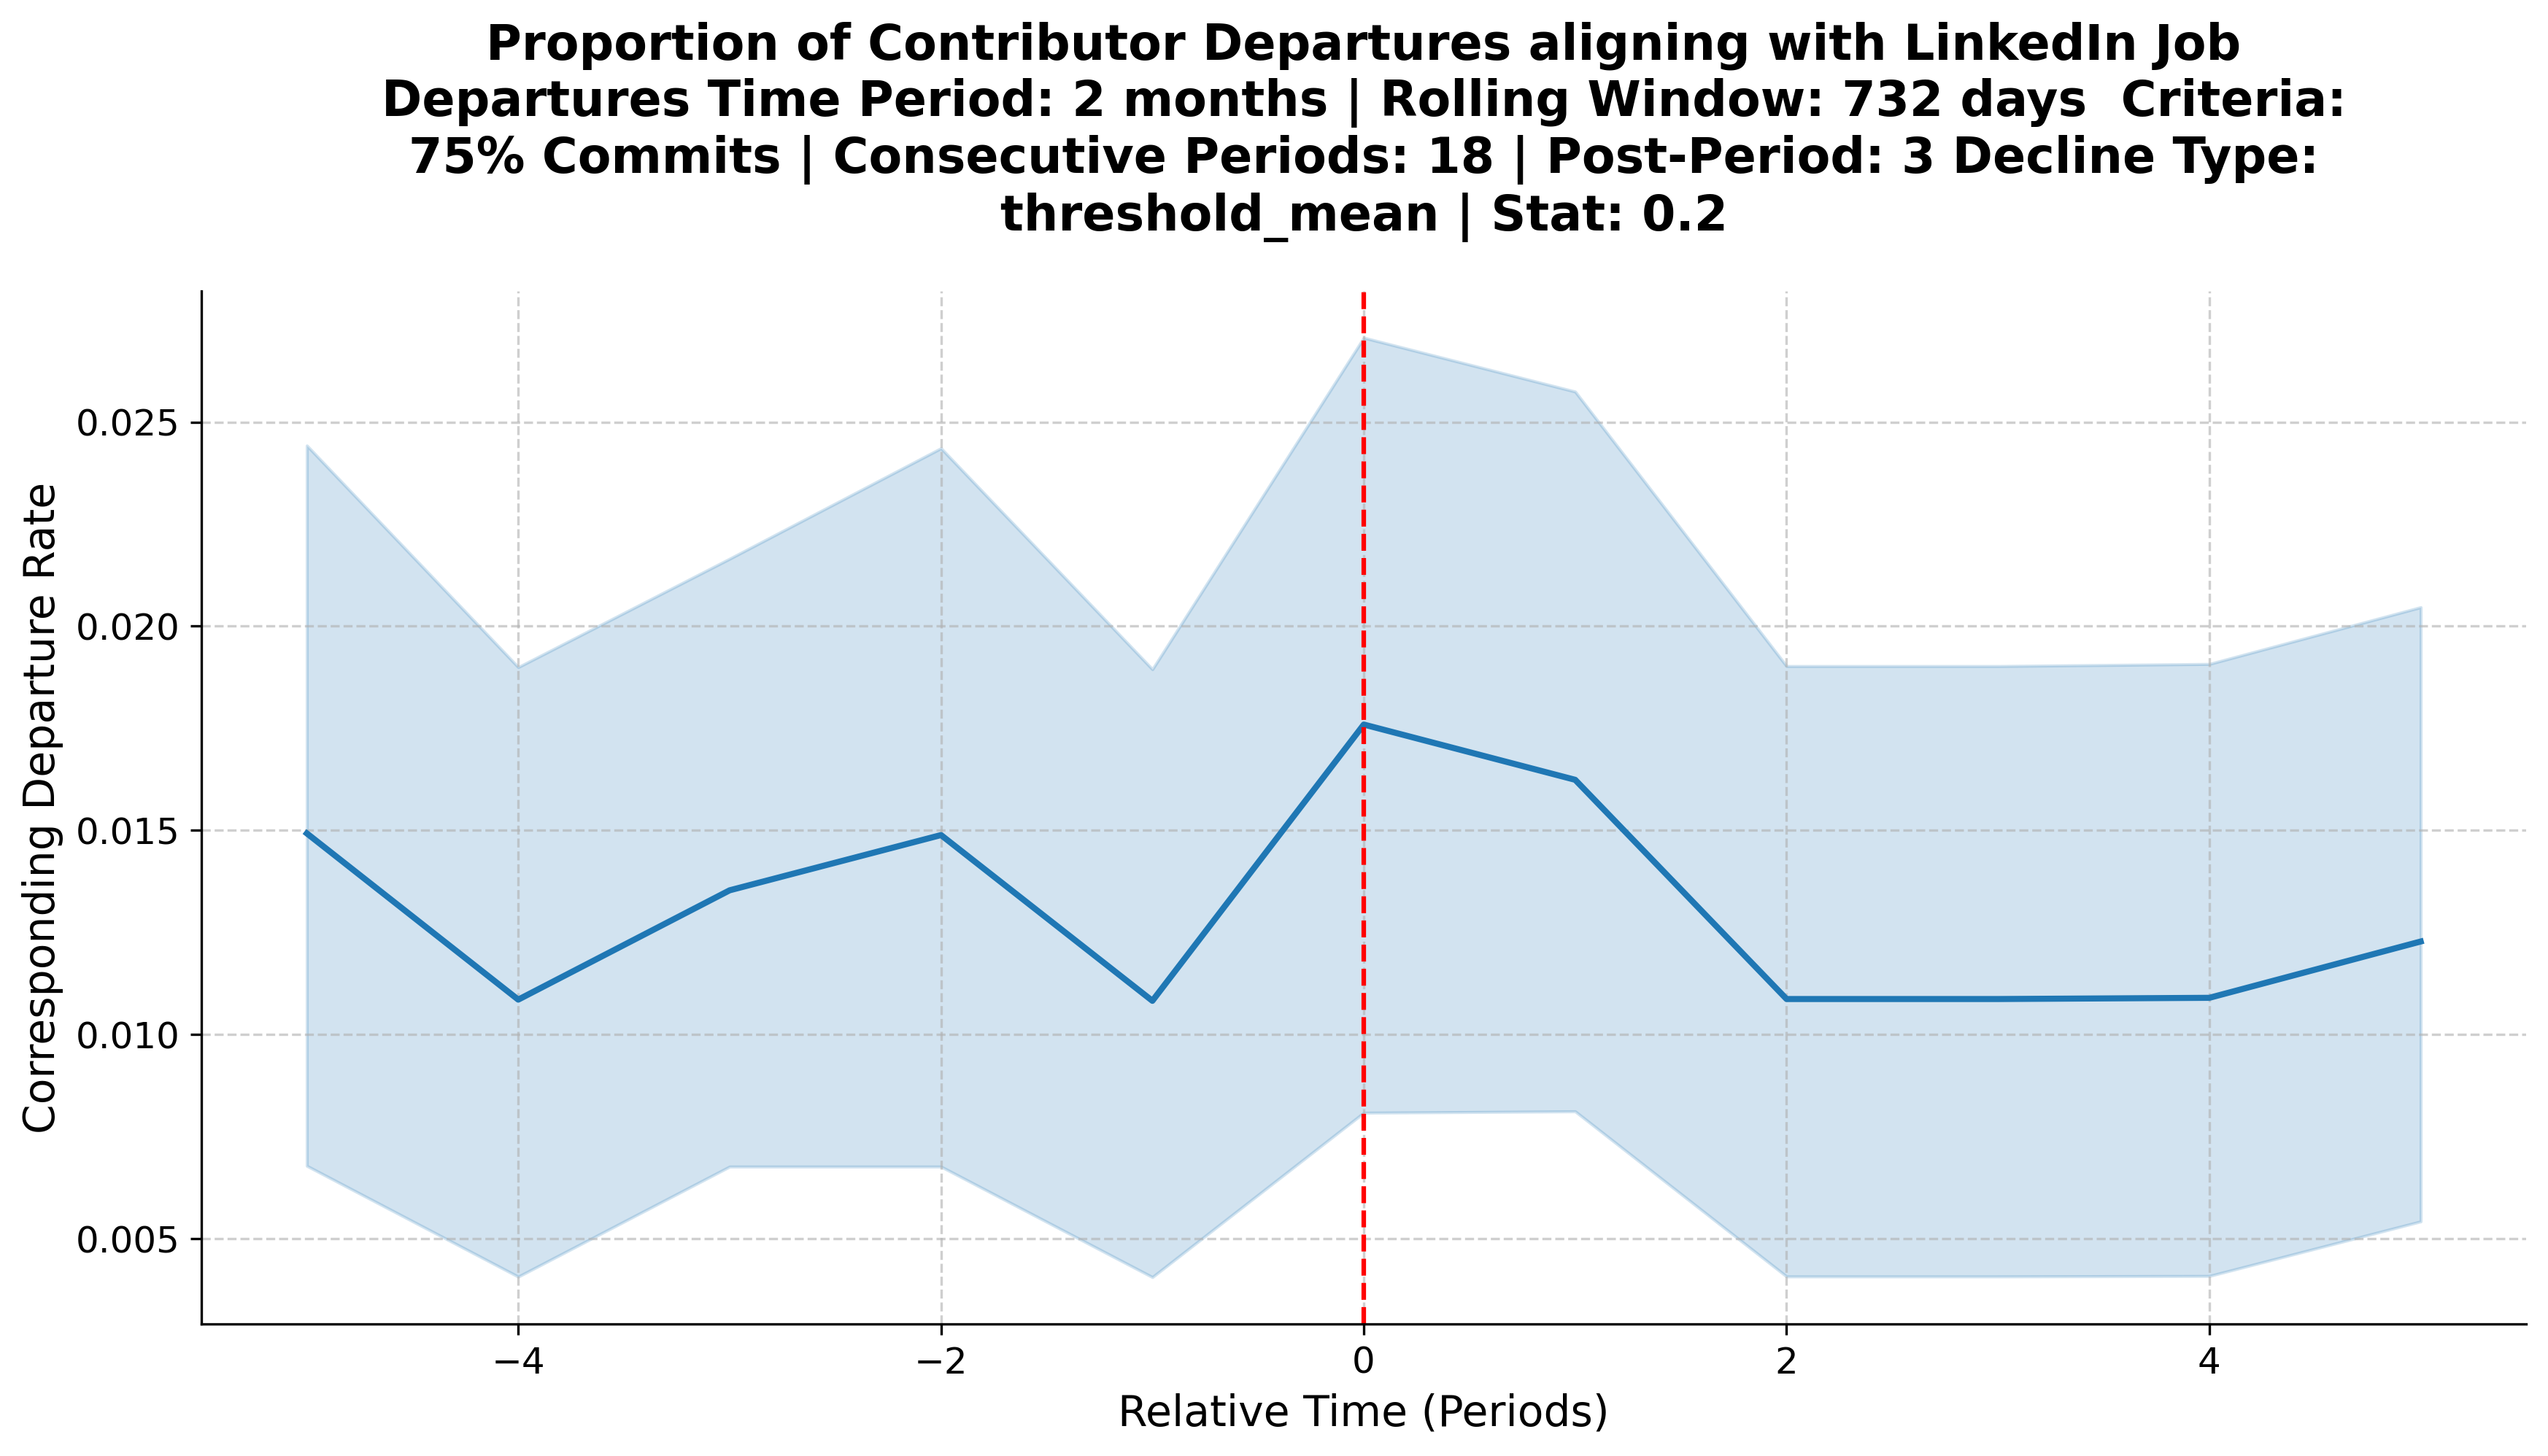 Proportion of Contributor Departures aligning with LinkedIn Job
Departures Time Period: 2 months | Rolling Window: 732 days  Criteria:
75% Commits | Consecutive Periods: 18 | Post-Period: 3 Decline Type:
threshold_mean | Stat: 0.2
Corresponding Departure Rate
0.025
0.020
0.015
0.010
0.005
−4
−2
0
2
4
Relative Time (Periods)